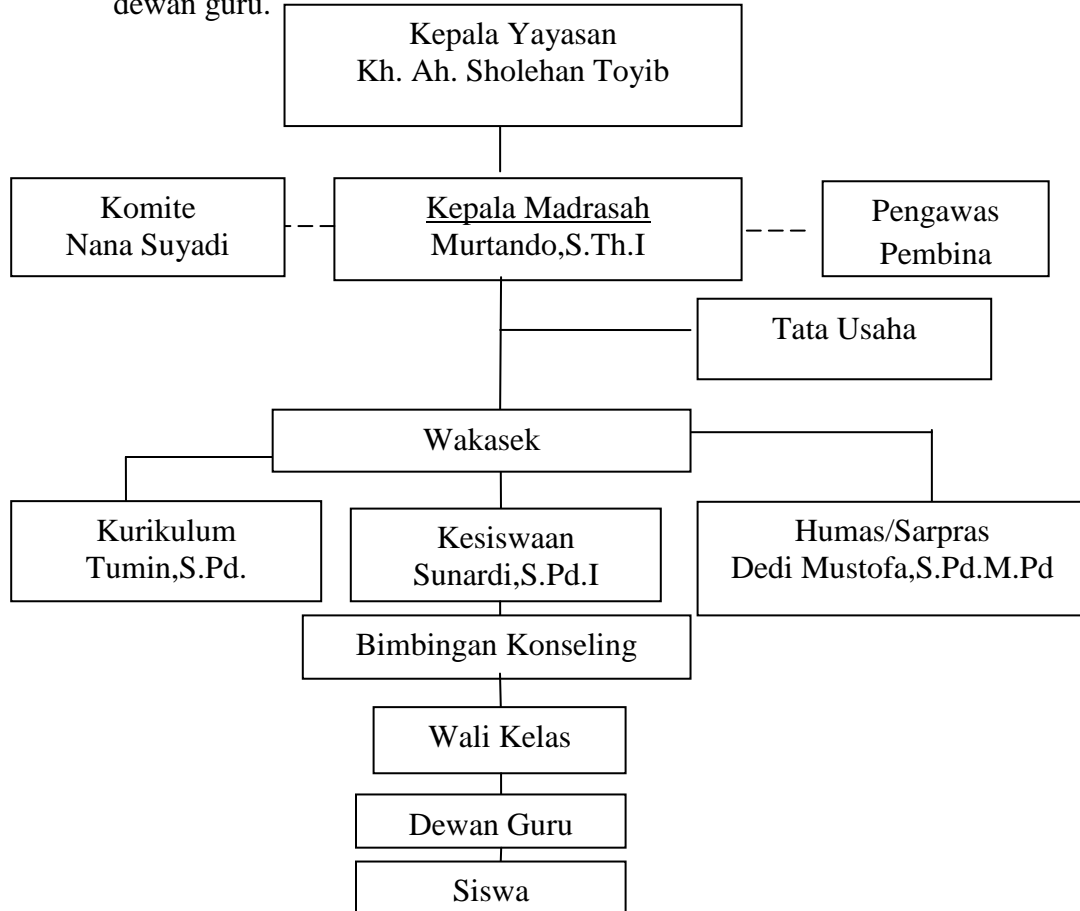 dewan guru.
Kepala Yayasan
Kh. Ah. Sholehan Toyib
Komite
Nana Suyadi
Kepala Madrasah
Murtando,S.Th.I
Pengawas
Pembina
Tata Usaha
Wakasek
Kurikulum
Tumin,S.Pd.
Kesiswaan
Sunardi,S.Pd.I
Humas/Sarpras
Dedi Mustofa,S.Pd.M.Pd
Bimbingan Konseling
Wali Kelas
Dewan Guru
Siswa